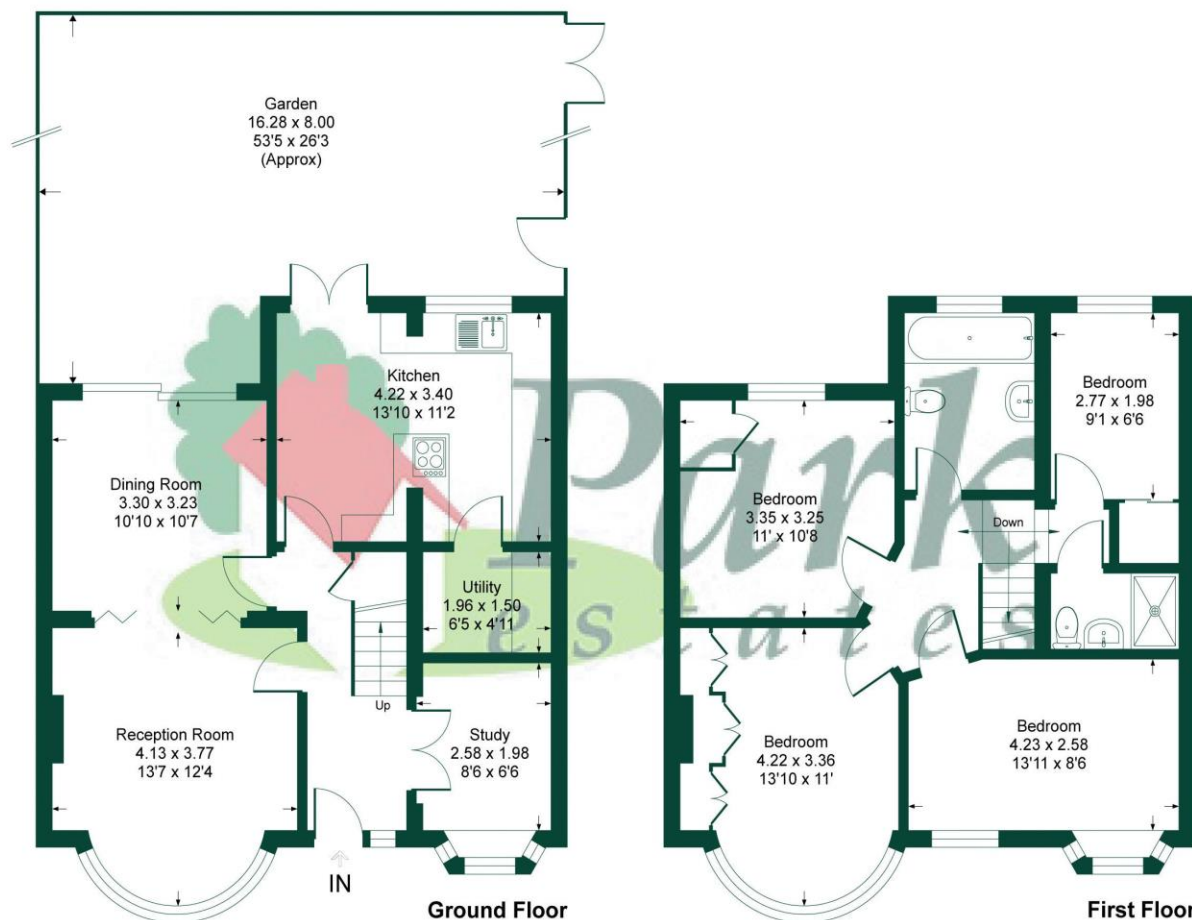 Garden
16.28 x 8.00
53'5 x 26'3
(Approx)
Kitchen
4.22 x 3.40
13'10 x 11'2
Dining Room
3.30 x 3.23
10'10 x 10'7
Utility
1.96 x 1.50
6'5 x 4'11
Up
Reception Room
4.13 x 3.77
13'7 x 12'4
Study
2.58 x 1.98
8'6 x 6'6
IN
Ground Floor
Bedroom
2.77 x 1.98
9'1 x 6'6
Bedroom
3.35 x 3.25
11' x 10'8
Down
Bedroom
4.22 x 3.36
13'10 x 11'
Bedroom
4.23 x 2.58
13'11 x 8'6
First Floor
Park
estates